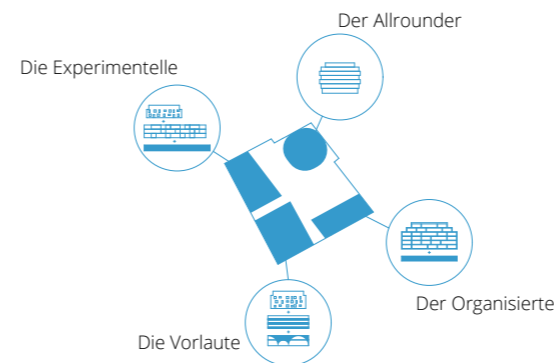 Der Allrounder
Die Experimentelle
Der Organisierte
Die Vorlaute